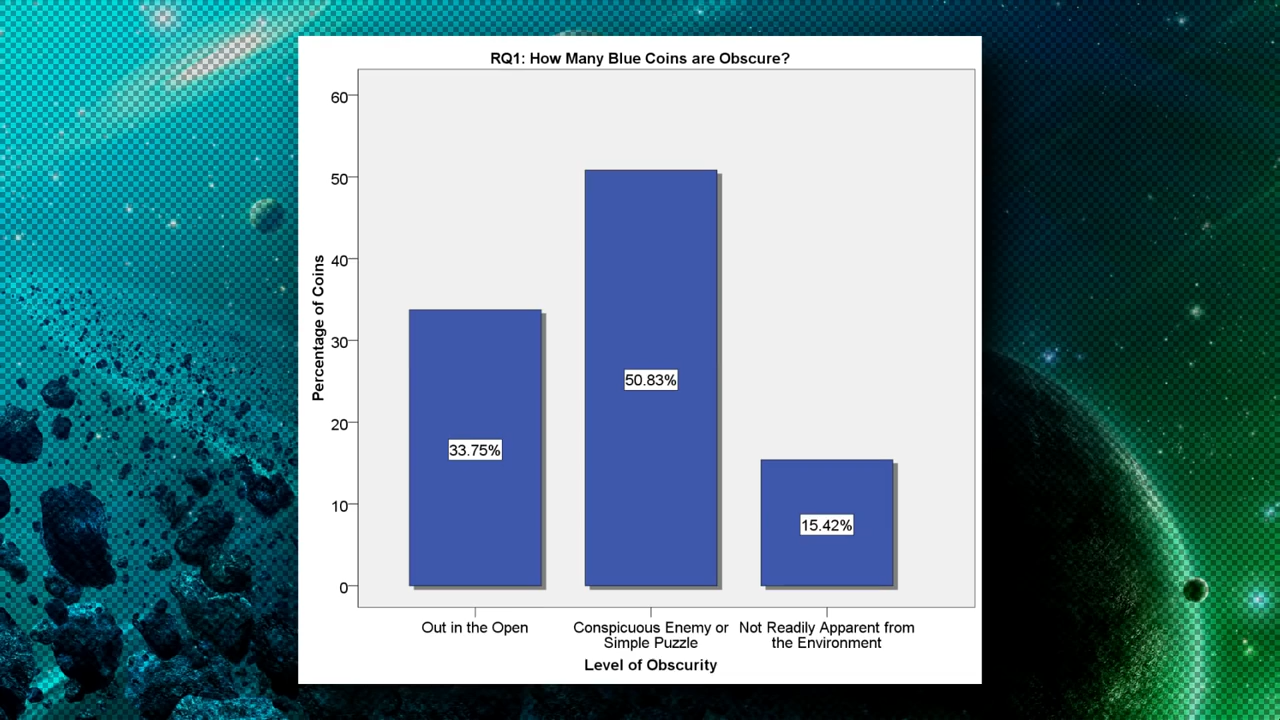 RQ1: How Many Blue Coins are Obscure?
Percentage of Coins
60
50
40
30
20
10
0
33.75%
50.83%
15.42%
Out in the Open
Conspicuous Enemy or
Simple Puzzle
Not Readily Apparent from
the Environment
Level of Obscurity